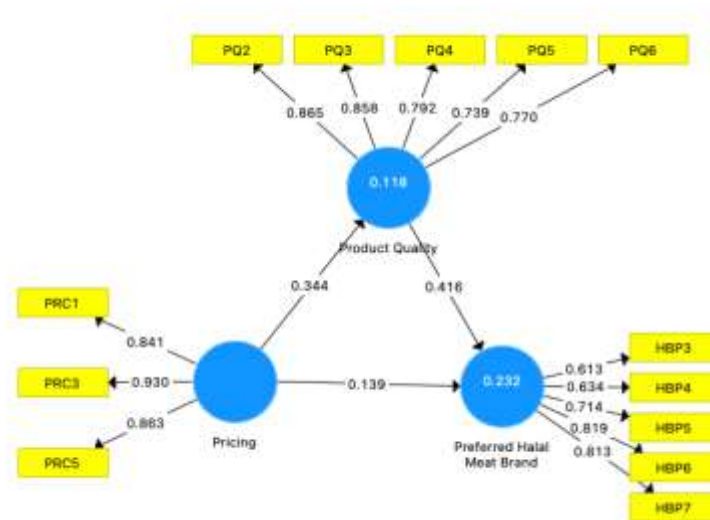 PQ2 PQ3 PQ4 PQ5 PQ6
0.865 0.858 0.792 0.739 0.770
0.118
Product Quality
0.344 0.416
PRC1
0.841
PRC3 0.930
0.863
PRC5
Pricing
0.139
0.232
Preferred Halal
Meat Brand
0.613 HBP3
0.634 HBP4
0.714 HBP5
0.819 HBP6
0.813 HBP7